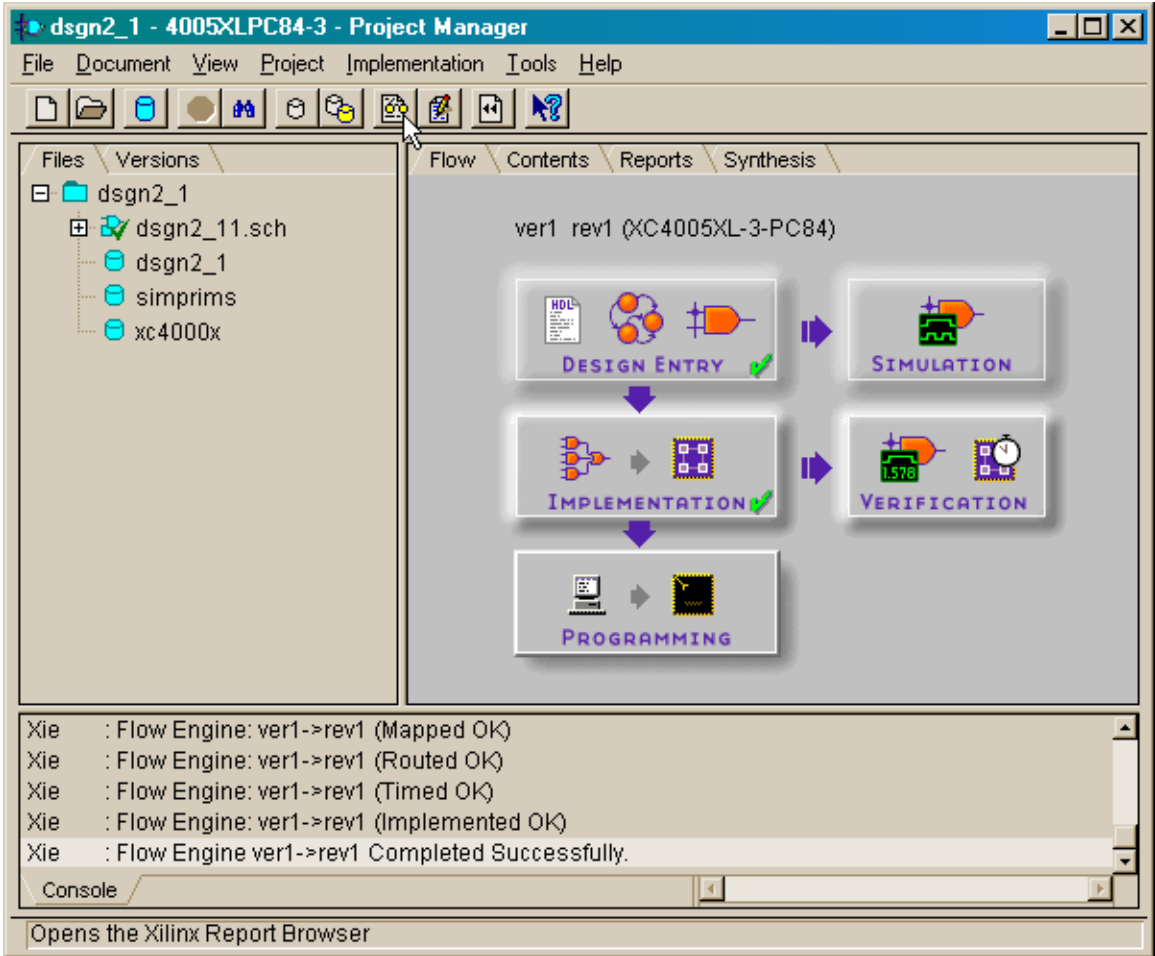 dsgn2_1 - 4005XLPC84-3 - Project Manager
File Document View Project Implementation Tools Help
Files Versions
Flow Contents Reports Synthesis
dsgn2_1
dsgn2_11.sch
dsgn2_1
simprims
xc4000x
ver1 rev1 (XC4005XL-3-PC84)
HDL
DESIGN ENTRY
SIMULATION
1.578
IMPLEMENTATION
VERIFICATION
PROGRAMMING
Xie : Flow Engine: ver1->rev1 (Mapped OK)
Xie : Flow Engine: ver1->rev1 (Routed OK)
Xie : Flow Engine: ver1->rev1 (Timed OK)
Xie : Flow Engine: ver1->rev1 (Implemented OK)
Xie : Flow Engine ver1->rev1 Completed Successfully.
Console
Opens the Xilinx Report Browser